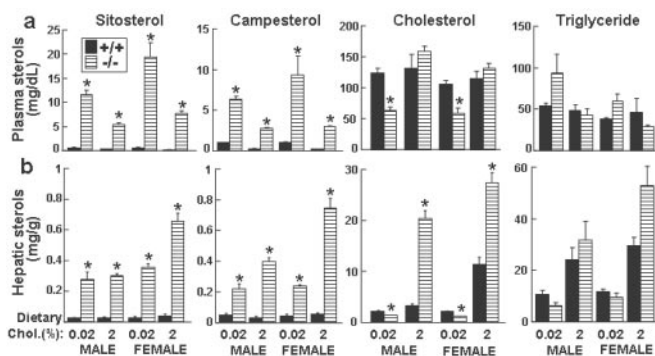 a
Sitosterol
Campesterol
Cholesterol
Triglyceride
+/+
-/-
Plasma sterols
(mg/dL)
25
20
15
10
5
0
* * * *
15
10
5
0
* * * *
200
150
100
50
00
* *
150
100
50
0
b
Hepatic sterols
(mg/g)
1
0.8
0.6
0.4
0.2
0
* * * *
1
0.8
0.6
0.4
0.2
0
* * * *
30
20
10
0
* * * *
60
40
20
0
Dietary
Chol.(%): 0.02 2 0.02 2
MALE FEMALE
0.02 2 0.02 2
MALE FEMALE
0.02 2 0.02 2
MALE FEMALE
0.02 2 0.02 2
MALE FEMALE